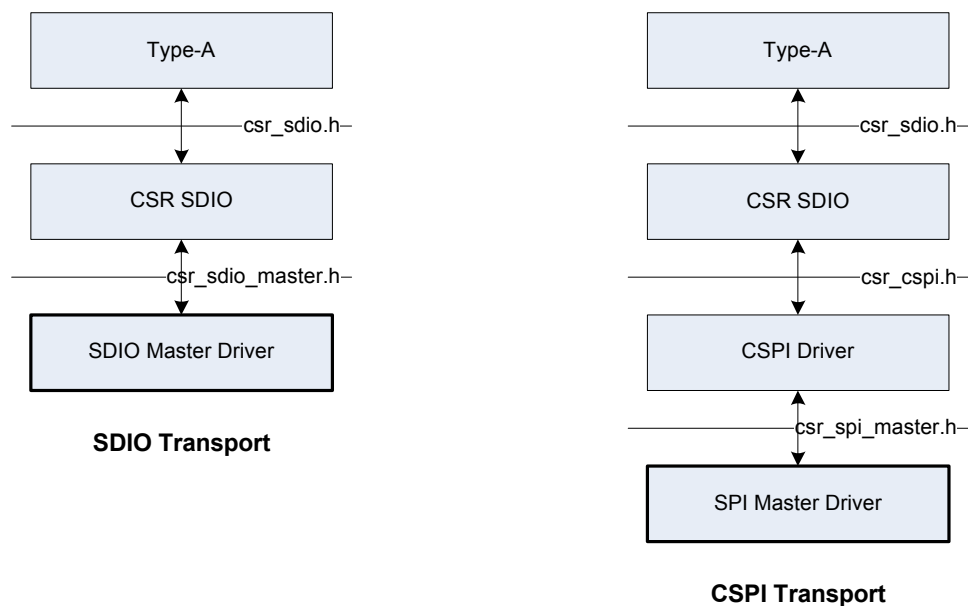 Type-A
csr_sdio.h
CSR SDIO
csr_sdio_master.h
SDIO Master Driver
SDIO Transport
Type-A
csr_sdio.h
CSR SDIO
csr_cspi.h
CSPI Driver
csr_spi_master.h
SPI Master Driver
CSPI Transport